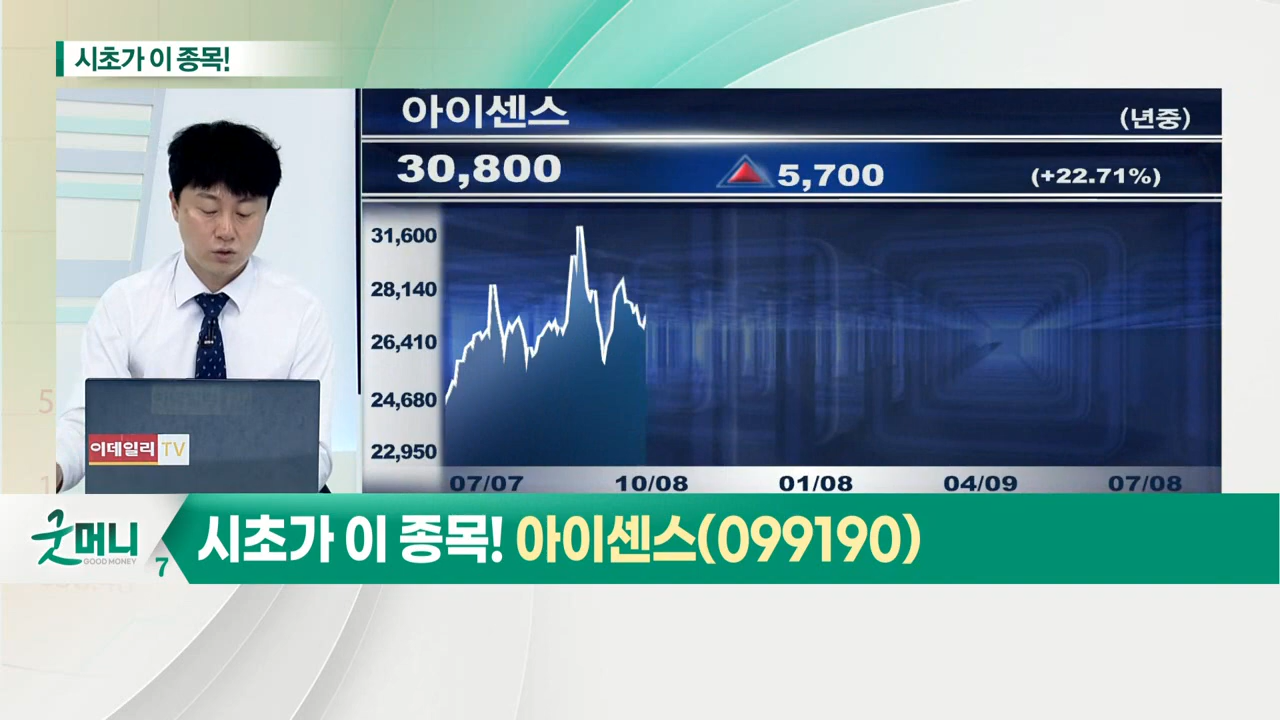 시초가 이 종목!
아이센스
(년중)
30,800
5,700
(+22.71%)
31,600
28,140
26,410
24,680
22,950
07/07
10/08
01/08
04/09
07/08
이데일리 TV
5
1
굿머니
GOOD MONEY
7
시초가 이 종목! 아이센스(099190)